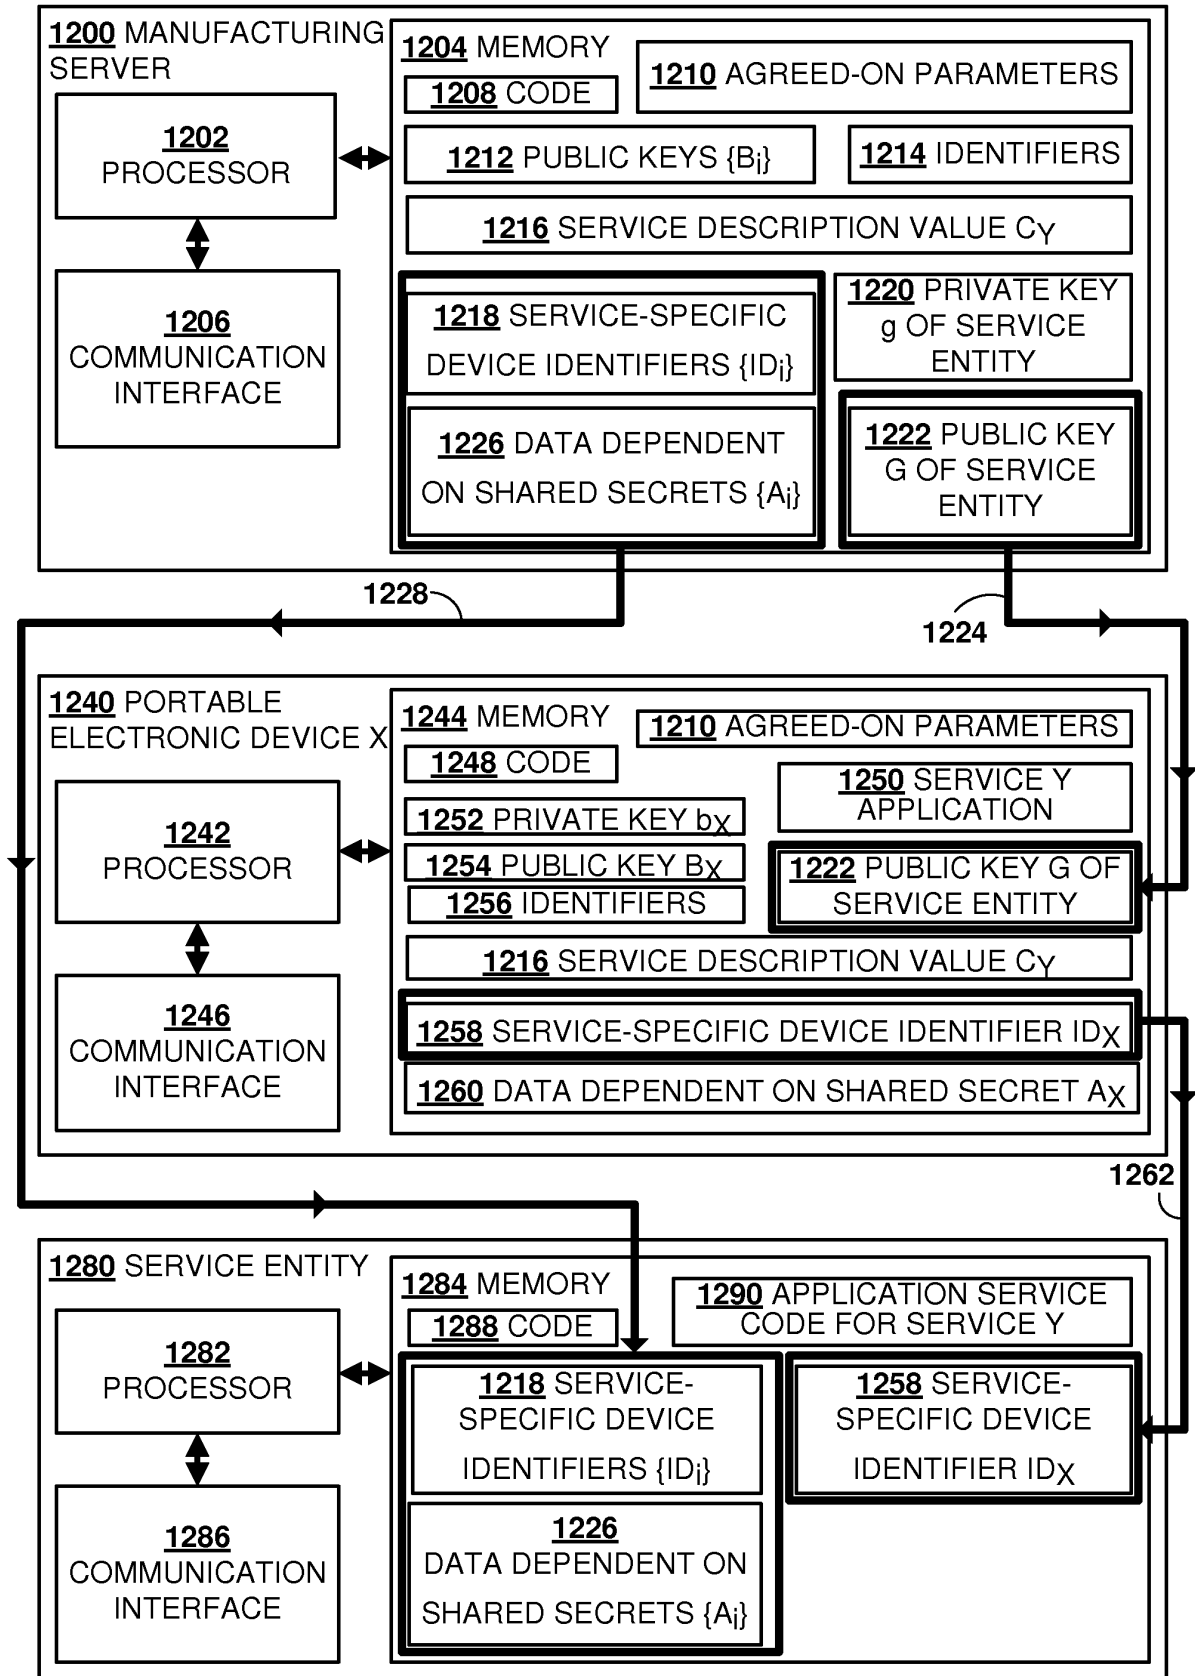 1200 MANUFACTURING
SERVER
1202
PROCESSOR
1206
COMMUNICATION
INTERFACE
1204 MEMORY
1208 CODE
1210 AGREED-ON PARAMETERS
1212 PUBLIC KEYS {Bi}
1214 IDENTIFIERS
1216 SERVICE DESCRIPTION VALUE CY
1218 SERVICE-SPECIFIC
DEVICE IDENTIFIERS {IDi}
1226 DATA DEPENDENT
ON SHARED SECRETS {Ai}
1220 PRIVATE KEY
g OF SERVICE
ENTITY
1222 PUBLIC KEY
G OF SERVICE
ENTITY
1228
1224
1240 PORTABLE
ELECTRONIC DEVICE X
1242
PROCESSOR
1246
COMMUNICATION
INTERFACE
1244 MEMORY
1210 AGREED-ON PARAMETERS
1248 CODE
1250 SERVICE Y
APPLICATION
1252 PRIVATE KEY bX
1254 PUBLIC KEY BX
1256 IDENTIFIERS
1222 PUBLIC KEY G OF
SERVICE ENTITY
1216 SERVICE DESCRIPTION VALUE CY
1258 SERVICE-SPECIFIC DEVICE IDENTIFIER IDX
1260 DATA DEPENDENT ON SHARED SECRET AX
1262
1280 SERVICE ENTITY
1282
PROCESSOR
1286
COMMUNICATION
INTERFACE
1284 MEMORY
1288 CODE
1290 APPLICATION SERVICE
CODE FOR SERVICE Y
1218 SERVICE-
SPECIFIC DEVICE
IDENTIFIERS {IDi}
1226
DATA DEPENDENT ON
SHARED SECRETS {Ai}
1258 SERVICE-
SPECIFIC DEVICE
IDENTIFIER IDX